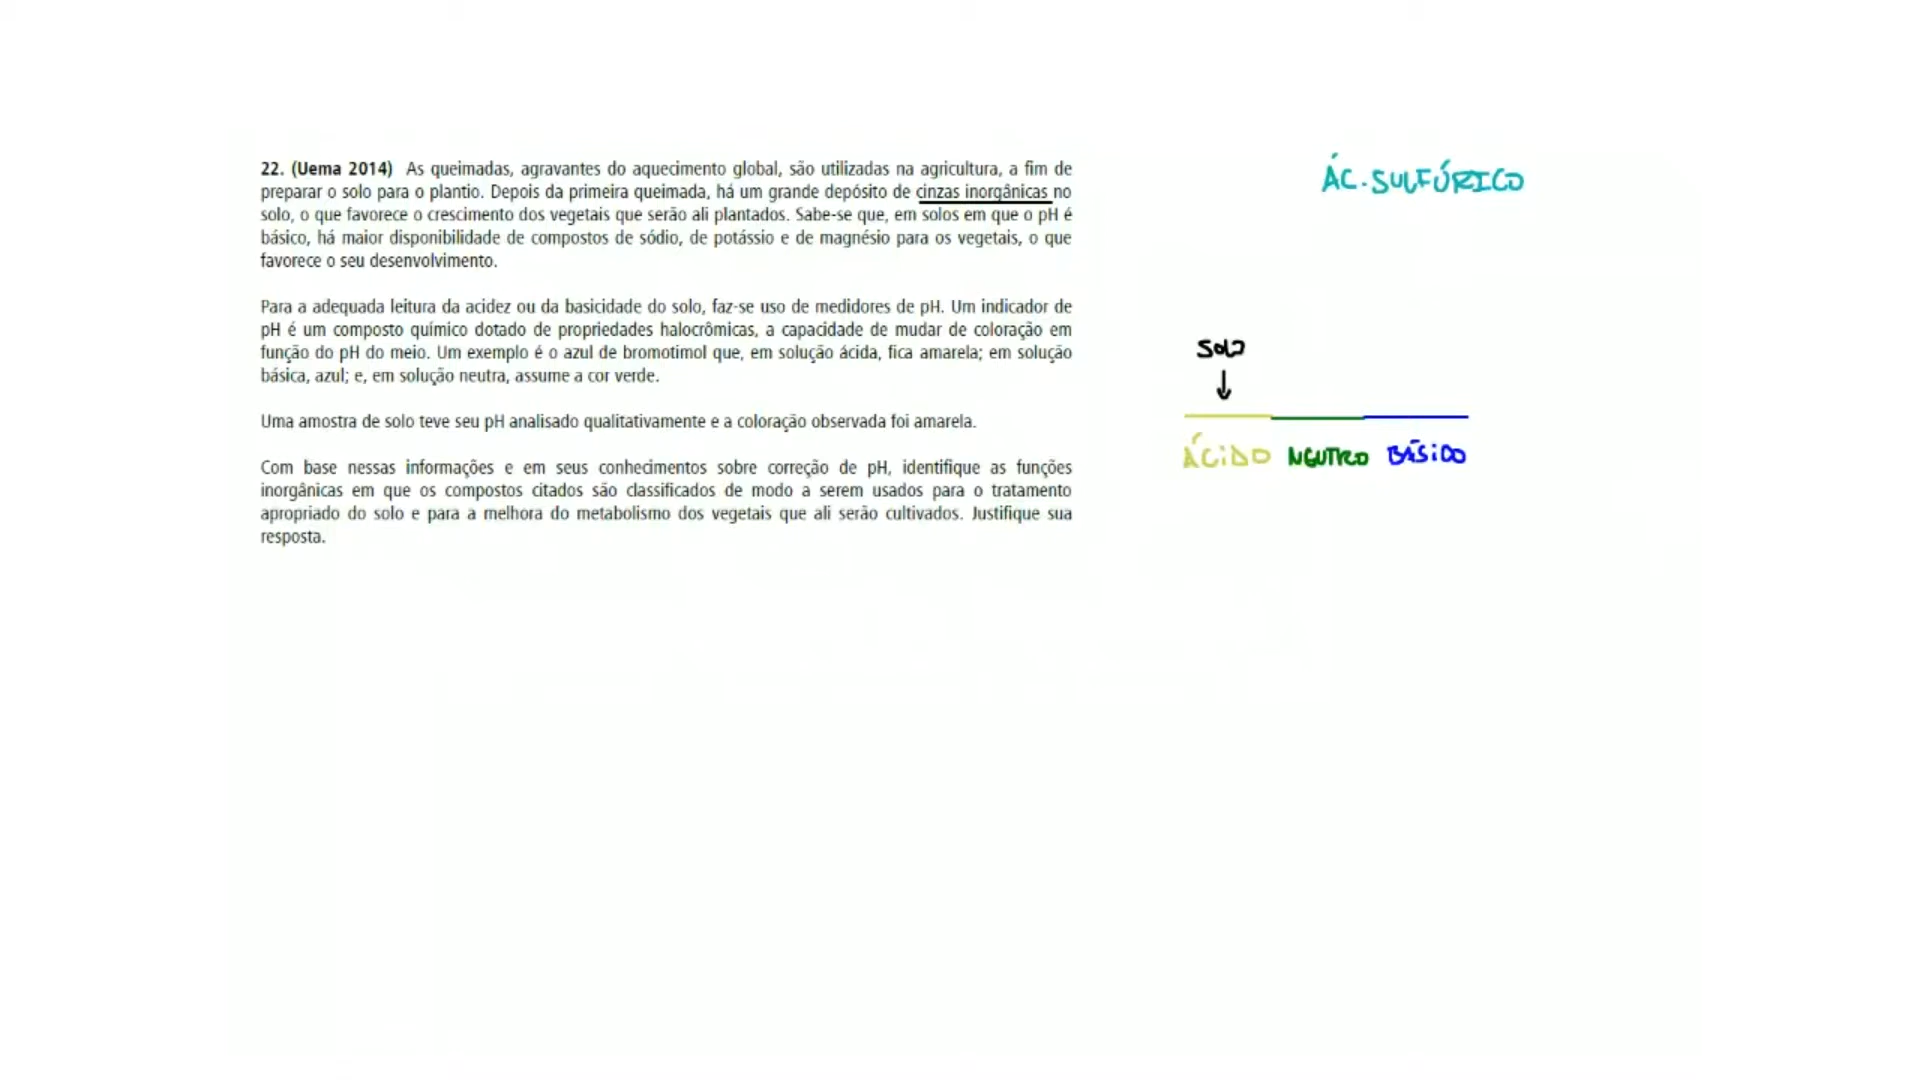 22. (Uema 2014) As queimadas, agravantes do aquecimento global, são utilizadas na agricultura, a fim de
preparar o solo para o plantio. Depois da primeira queimada, há um grande depósito de cinzas inorgânicas no
solo, o que favorece o crescimento dos vegetais que serão ali plantados. Sabe-se que, em solos em que o pH é
básico, há maior disponibilidade de compostos de sódio, de potássio e de magnésio para os vegetais, o que
favorece o seu desenvolvimento.
Para a adequada leitura da acidez ou da basicidade do solo, faz-se uso de medidores de pH. Um indicador de
pH é um composto químico dotado de propriedades halocrômicas, a capacidade de mudar de coloração em
função do pH do meio. Um exemplo é o azul de bromotimol que, em solução ácida, fica amarela; em solução
básica, azul; e, em solução neutra, assume a cor verde.
Uma amostra de solo teve seu pH analisado qualitativamente e a coloração observada foi amarela.
Com base nessas informações e em seus conhecimentos sobre correção de pH, identifique as funções
inorgânicas em que os compostos citados são classificados de modo a serem usados para o tratamento
apropriado do solo e para a melhora do metabolismo dos vegetais que ali serão cultivados. Justifique sua
resposta.
ÁC. SULFÚRICO
SOLO
ÁCIDO NEUTRO BÁSICO